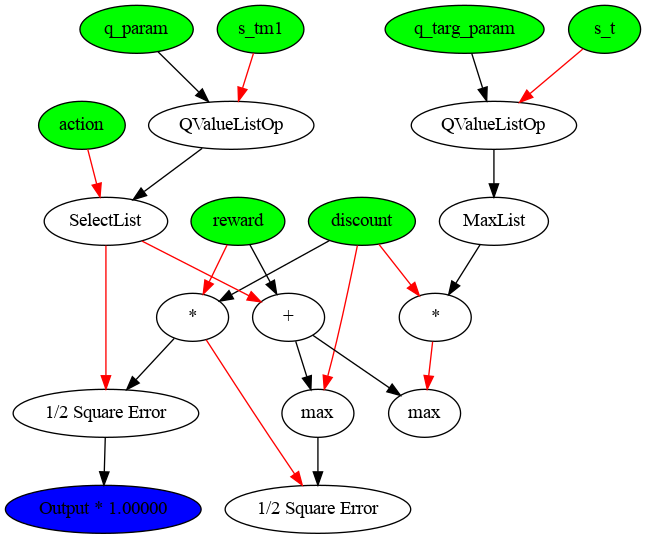 q_param
s_tm1
q_targ_param
s_t
action
QValueListOp
QValueListOp
SelectList
reward
discount
MaxList
*
+
*
1/2 Square Error
max
max
Output * 1.00000
1/2 Square Error